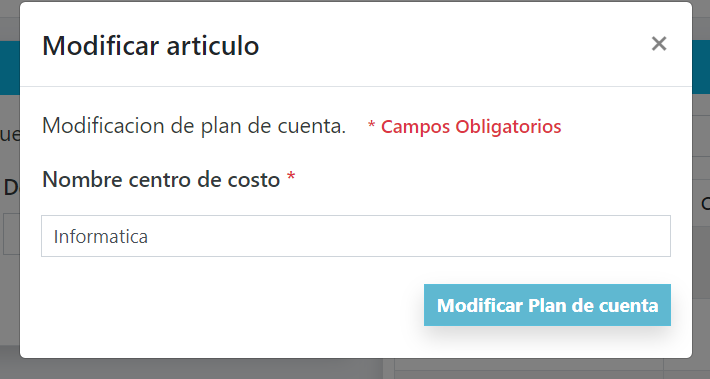 Modificar articulo
×
Modificacion de plan de cuenta. * Campos Obligatorios
Nombre centro de costo *
Informatica
Modificar Plan de cuenta